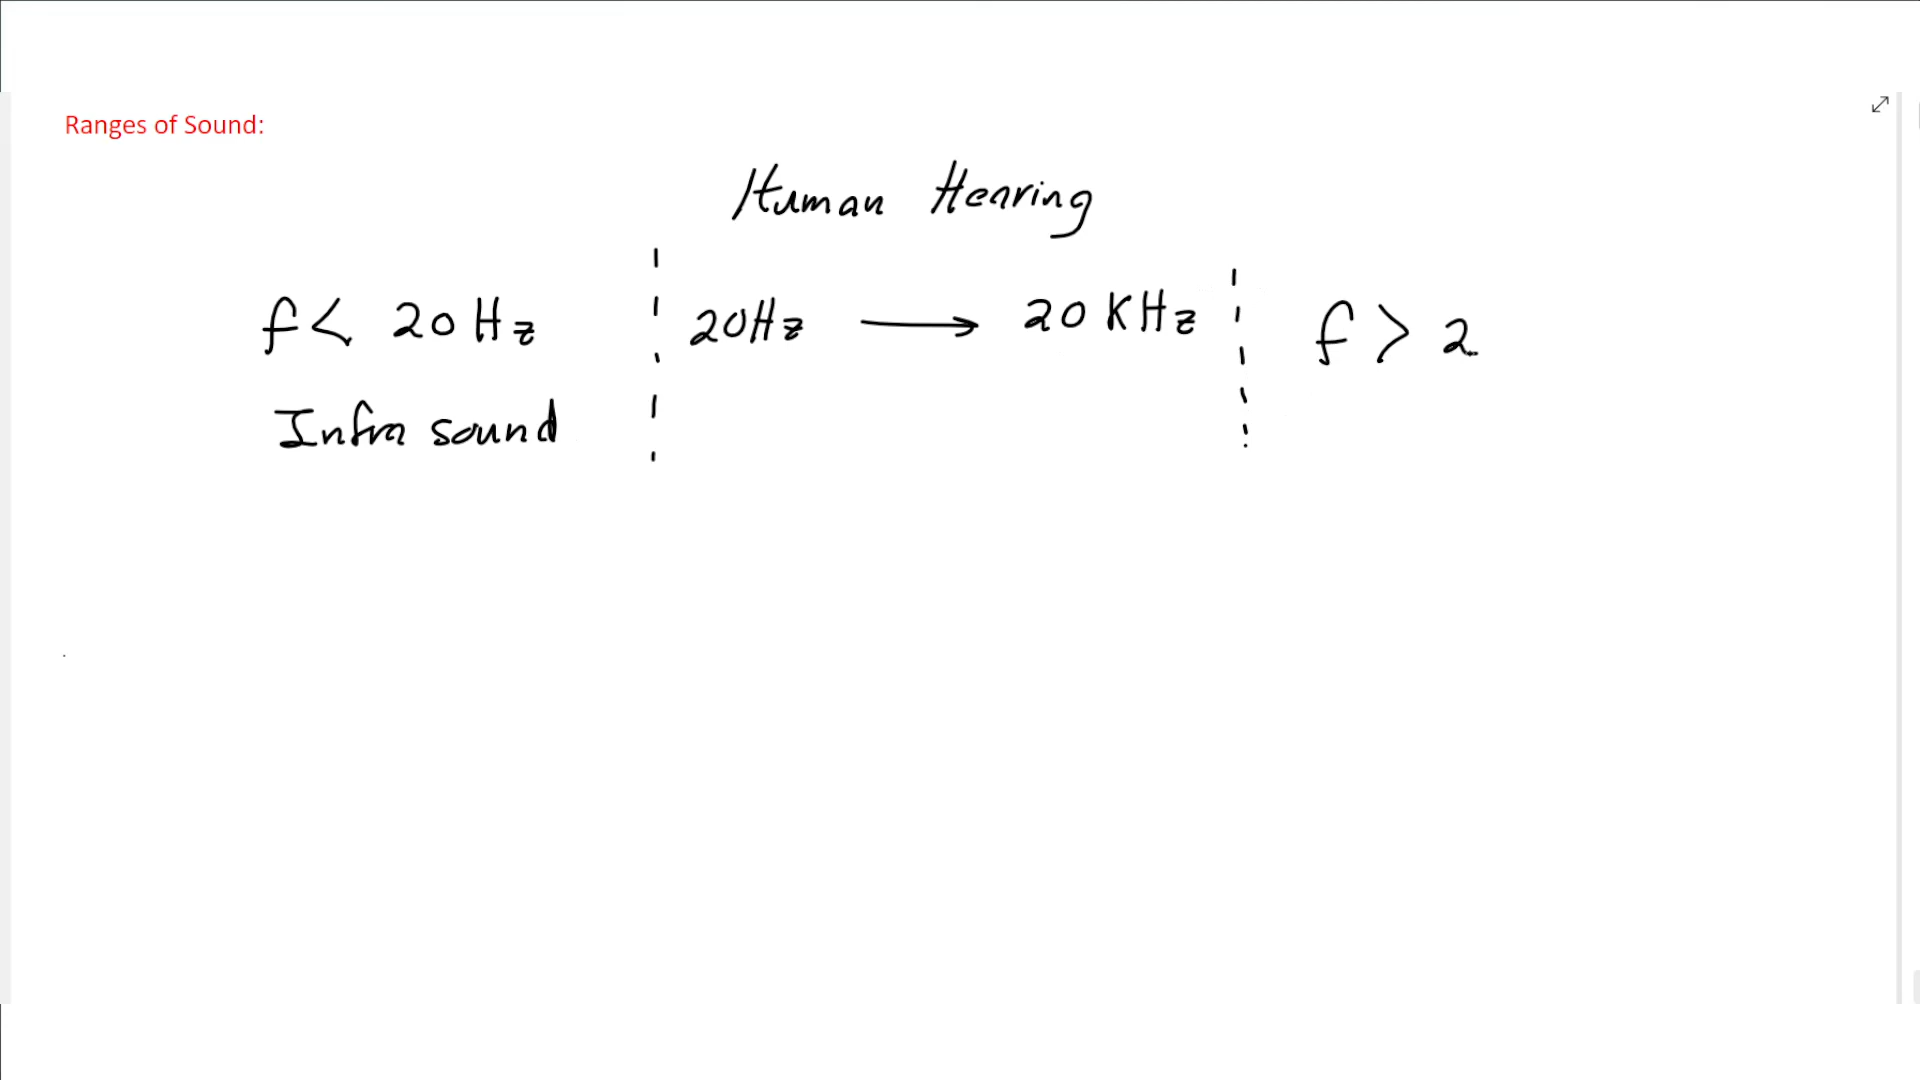 Ranges of Sound:
Human Hearing
f < 20 Hz 20Hz → 20 KHz f > 2
Infra sound